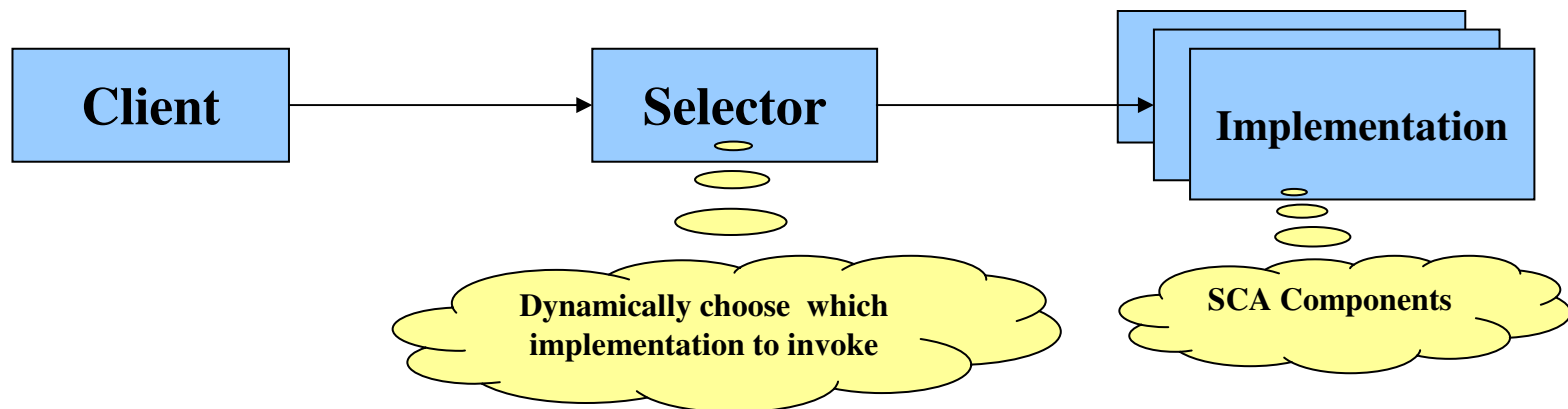 Client
Selector
Implementation
Dynamically choose which
implementation to invoke
SCA Components